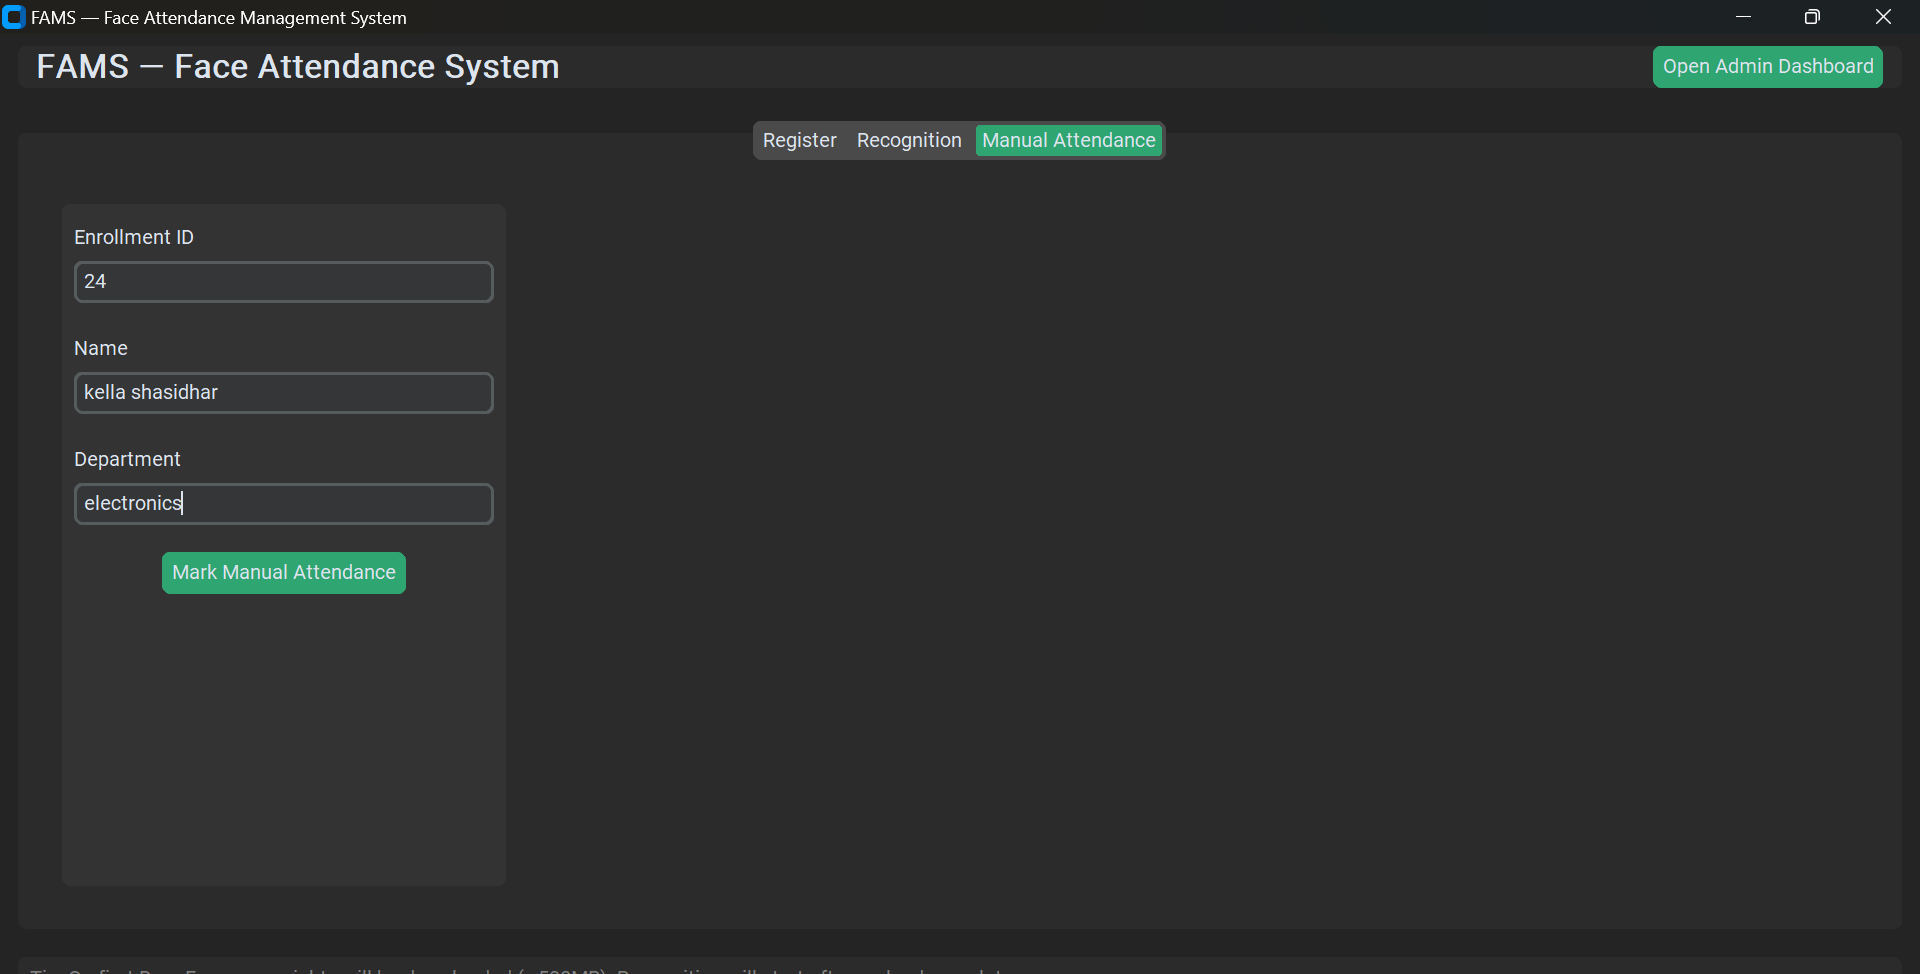 FAMS — Face Attendance Management System
FAMS — Face Attendance System
Open Admin Dashboard
Register Recognition Manual Attendance
Enrollment ID
24
Name
kella shasidhar
Department
electronics
Mark Manual Attendance